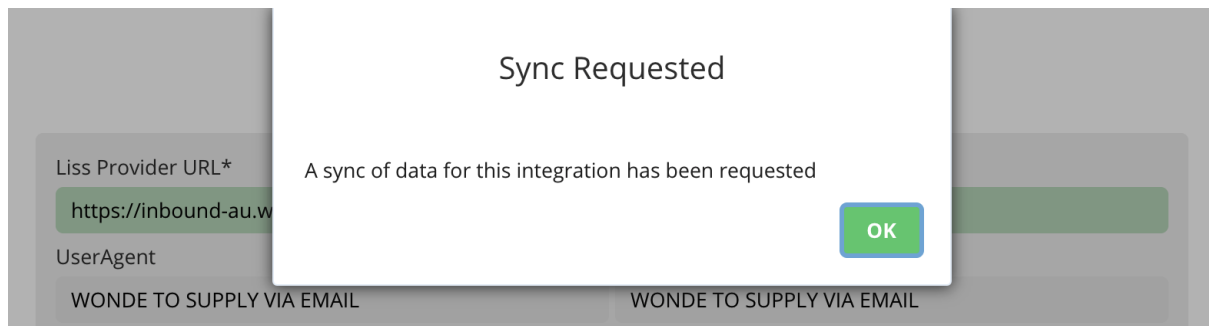 Sync Requested
A sync of data for this integration has been requested
OK
Liss Provider URL*
https://inbound-au.w
UserAgent
WONDE TO SUPPLY VIA EMAIL
WONDE TO SUPPLY VIA EMAIL